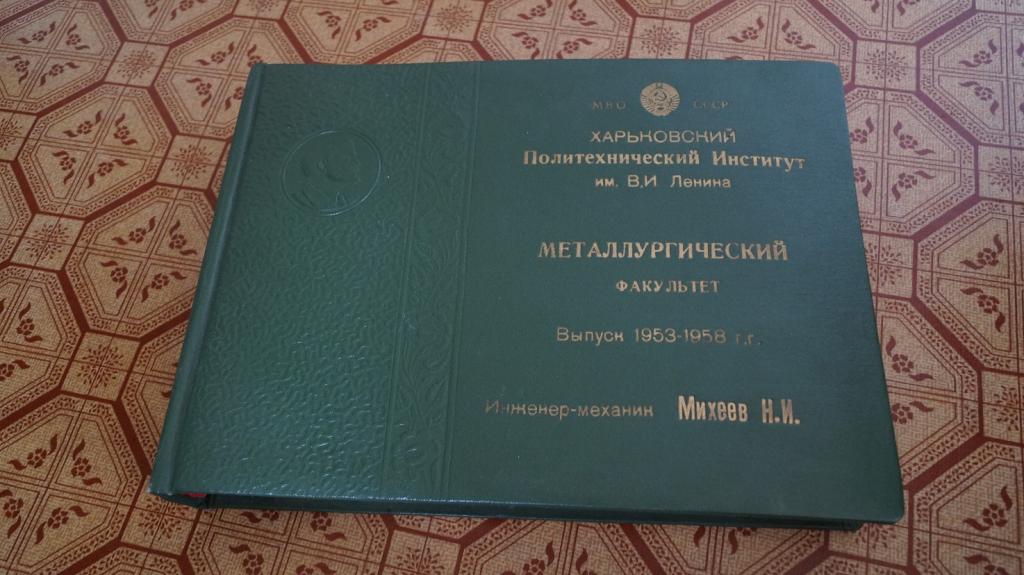 МВО СССР
ХАРЬКОВСКИЙ
Политехнический Институт
им. В.И Ленина
МЕТАЛЛУРГИЧЕСКИЙ
ФАКУЛЬТЕТ
Выпуск 1953-1958 г.г.
Инженер-механик Михеев Н.И.